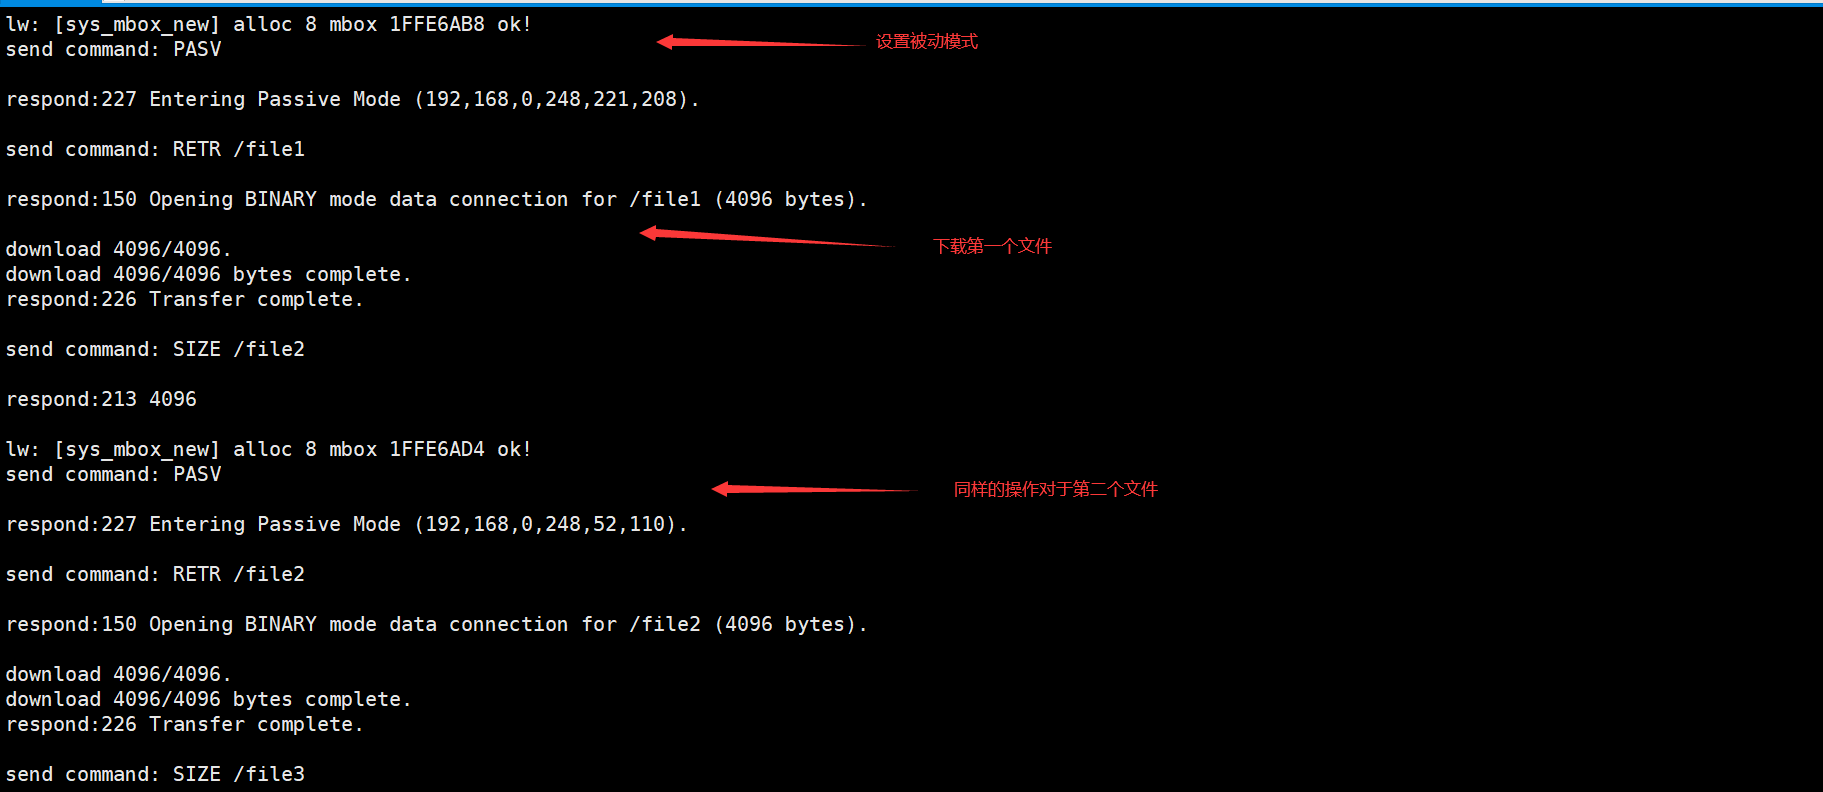 lw: [sys_mbox_new] alloc 8 mbox 1FFE6AB8 ok!
send command: PASV
设置被动模式
respond:227 Entering Passive Mode (192,168,0,248,221,208).
send command: RETR /file1
respond:150 Opening BINARY mode data connection for /file1 (4096 bytes).
download 4096/4096.
下载第一个文件
download 4096/4096 bytes complete.
respond:226 Transfer complete.
send command: SIZE /file2
respond:213 4096
lw: [sys_mbox_new] alloc 8 mbox 1FFE6AD4 ok!
send command: PASV
同样的操作对于第二个文件
respond:227 Entering Passive Mode (192,168,0,248,52,110).
send command: RETR /file2
respond:150 Opening BINARY mode data connection for /file2 (4096 bytes).
download 4096/4096.
download 4096/4096 bytes complete.
respond:226 Transfer complete.
send command: SIZE /file3